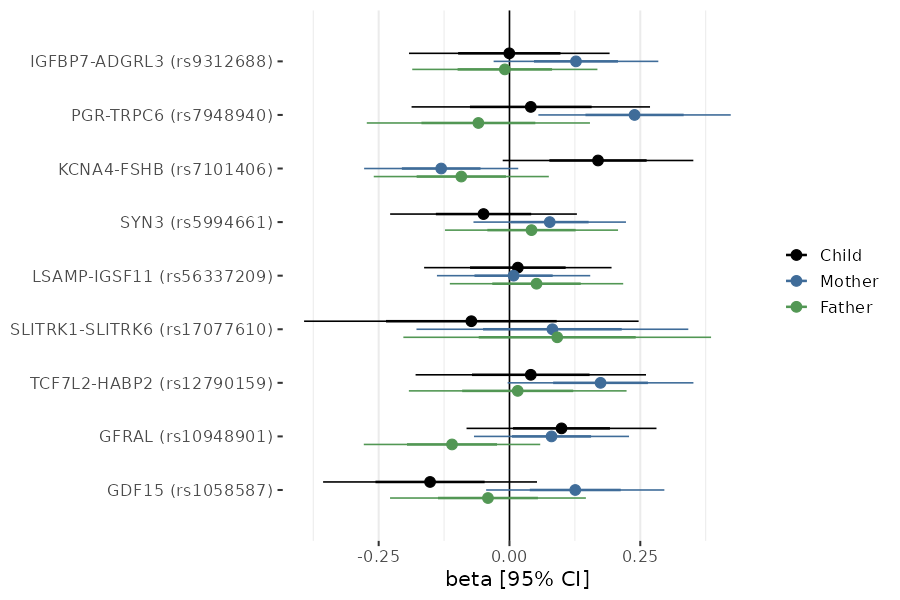 IGFBP7-ADGRL3 (rs9312688)
PGR-TRPC6 (rs7948940)
KCNA4-FSHB (rs7101406)
SYN3 (rs5994661)
LSAMP-IGSF11 (rs56337209)
SLITRK1-SLITRK6 (rs17077610)
TCF7L2-HABP2 (rs12790159)
GFRAL (rs10948901)
GDF15 (rs1058587)
-0.25 0.00 0.25
beta [95% CI]
Child
Mother
Father